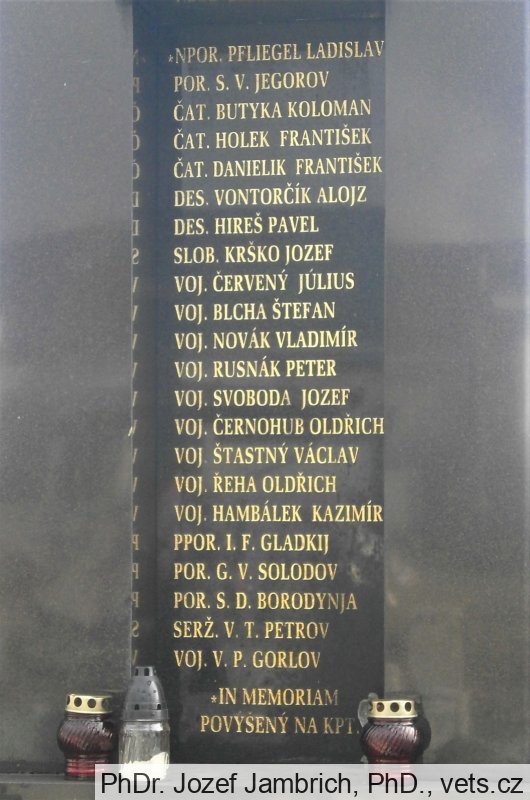 *NPOR. PFLIEGEL LADISLAV
POR. S. V. JEGOROV
ČAT. BUTYKA KOLOMAN
ČAT. HOLEK FRANTIŠEK
ČAT. DANIELIK FRANTIŠEK
DES. VONTORČÍK ALOJZ
DES. HIREŠ PAVEL
SLOB. KRŠKO JOZEF
VOJ. ČERVENÝ JÚLIUS
VOJ. BLCHA ŠTEFAN
VOJ. NOVÁK VLADIMÍR
VOJ. RUSNÁK PETER
VOJ. SVOBODA JOZEF
VOJ. ČERNOHUB OLDŘICH
VOJ. ŠTASTNÝ VÁCLAV
VOJ. ŘEHA OLDŘICH
VOJ. HAMBÁLEK KAZIMÍR
PPOR. I. F. GLADKIJ
POR. G. V. SOLODOV
POR. S. D. BORODYNJA
SERŽ. V. T. PETROV
VOJ. V. P. GORLOV
*IN MEMORIAM
POVÝŠENÝ NA KPT.
PhDr. Jozef Jambrich, PhD., vets.cz